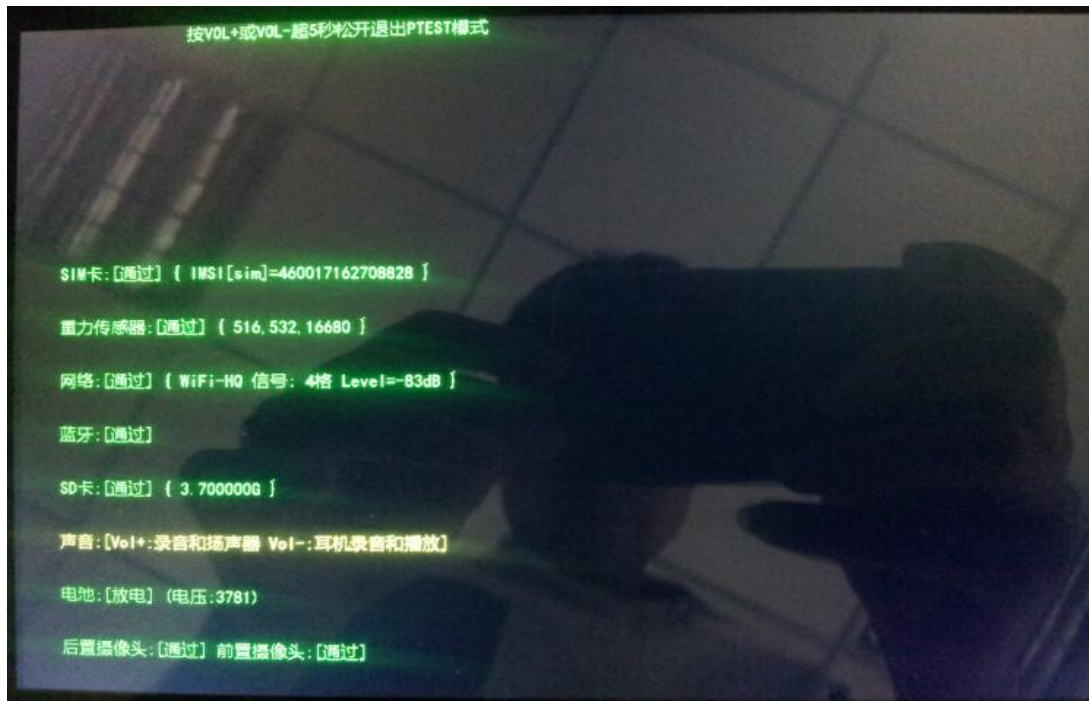 按VOL+或VOL-超5秒松开退出PTEST模式
SIM卡:[通过] { IMSI[sim]=460017162708828 }
重力传感器:[通过] { 516,532,16680 }
网络:[通过] { WiFi-HQ 信号: 4格 Level=-83dB }
蓝牙:[通过]
SD卡:[通过] { 3.700000G }
声音:[Vol+:录音和扬声器 Vol-:耳机录音和播放]
电池:[放电] (电压:3781)
后置摄像头:[通过] 前置摄像头:[通过]